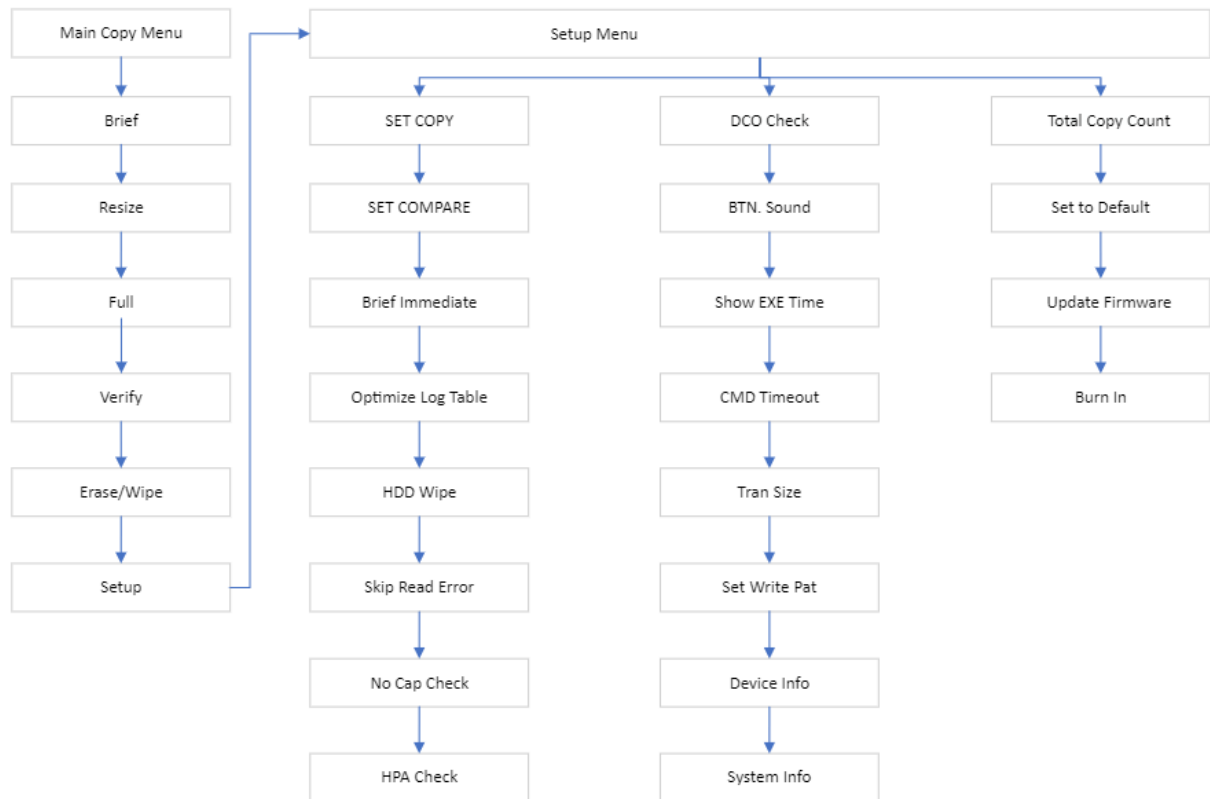 Main Copy Menu
Brief
Resize
Full
Verify
Erase/Wipe
Setup
Setup Menu
SET COPY
SET COMPARE
Brief Immediate
Optimize Log Table
HDD Wipe
Skip Read Error
No Cap Check
HPA Check
DCO Check
BTN. Sound
Show EXE Time
CMD Timeout
Tran Size
Set Write Pat
Device Info
System Info
Total Copy Count
Set to Default
Update Firmware
Burn In